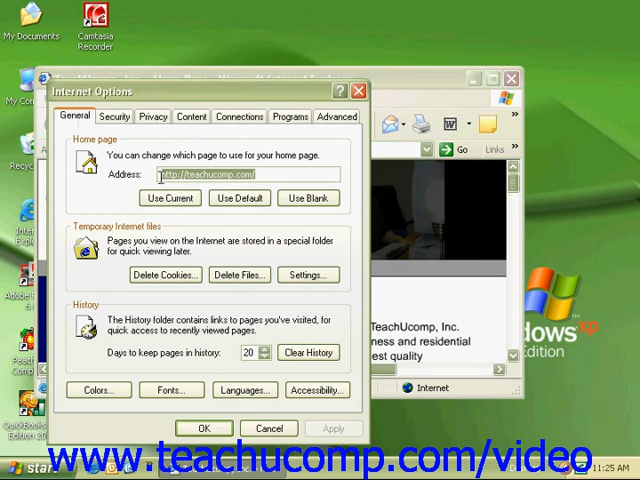 My Documents
Camtasia
Recorder
Internet Options
General
Security
Privacy
Content
Connections
Programs
Advanced
Home page
You can change which page to use for your home page.
Address:
http://teachucomp.com/
Use Current
Use Default
Use Blank
Temporary Internet files
Pages you view on the Internet are stored in a special folder
for quick viewing later.
Delete Cookies...
Delete Files...
Settings...
History
The History folder contains links to pages you've visited, for
quick access to recently viewed pages.
Days to keep pages in history:
20
Clear History
Colors...
Fonts...
Languages...
Accessibility...
OK
Cancel
Apply
Go
Links
TeachUcomp, Inc.
ness and residential
est quality
Internet
dows xp
Edition
start
11:25 AM
www.teachucomp.com/video